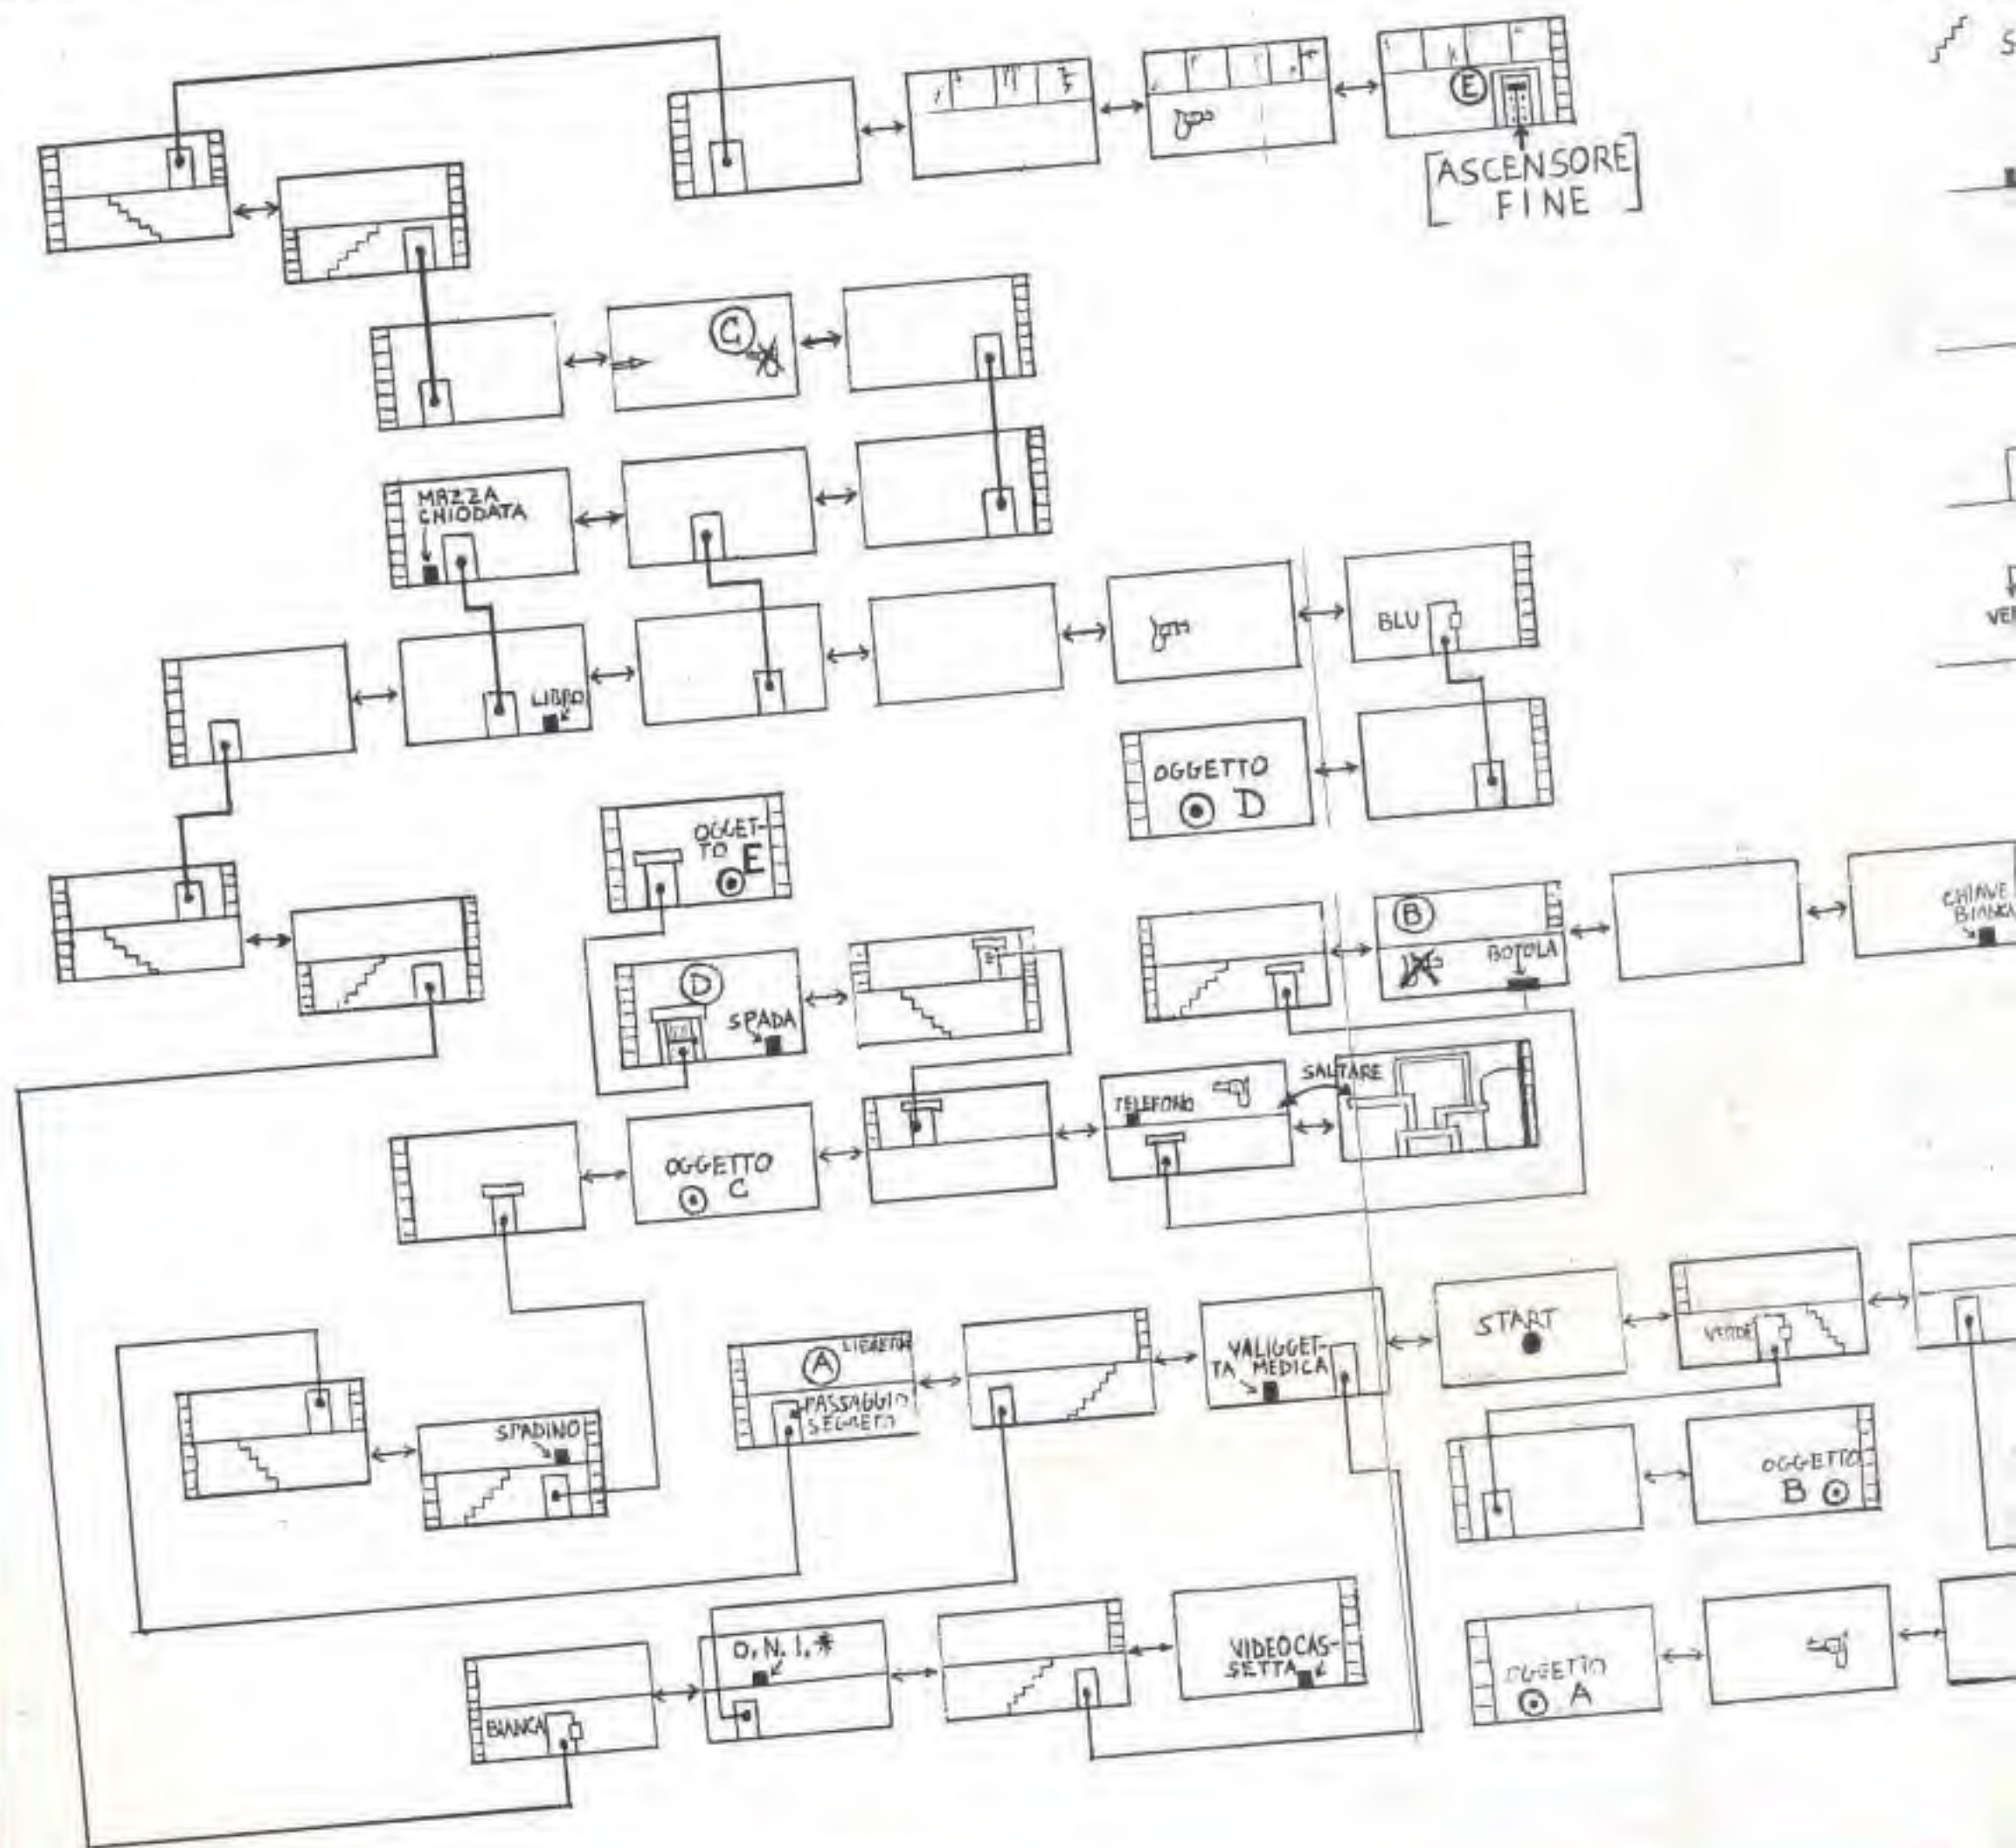 E
[ASCENSORE
FINE]
C
MAZZA
CHIODATA
BLU
LIBRO
OGGETTO
D
OGGET-
TO E
B
BOTOLA
CHIAVE
BIANCA
D
SPADA
SALTARE
TELEFONO
OGGETTO
C
START
VERDE
VALIGGET-
TA MEDICA
A
PASSAGGIO
SEGRETO
SPADINO
OGGETTO
B
O.N.I.*
VIDEOCAS-
SETTA
OGGETTO
A
BIANCA